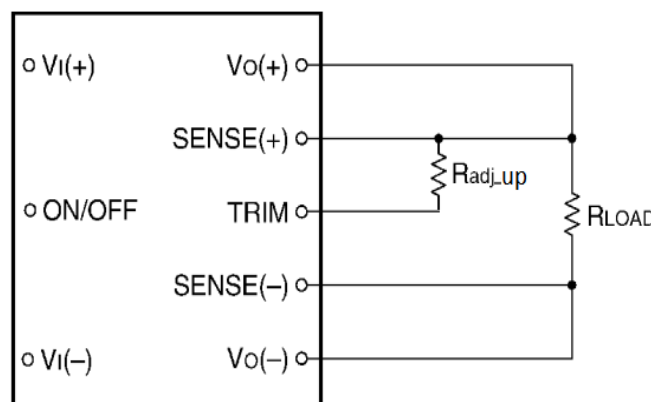 VI(+) VO(+)
SENSE(+)
Radj_up
ON/OFF TRIM RLOAD
SENSE(–)
VI(–) VO(–)